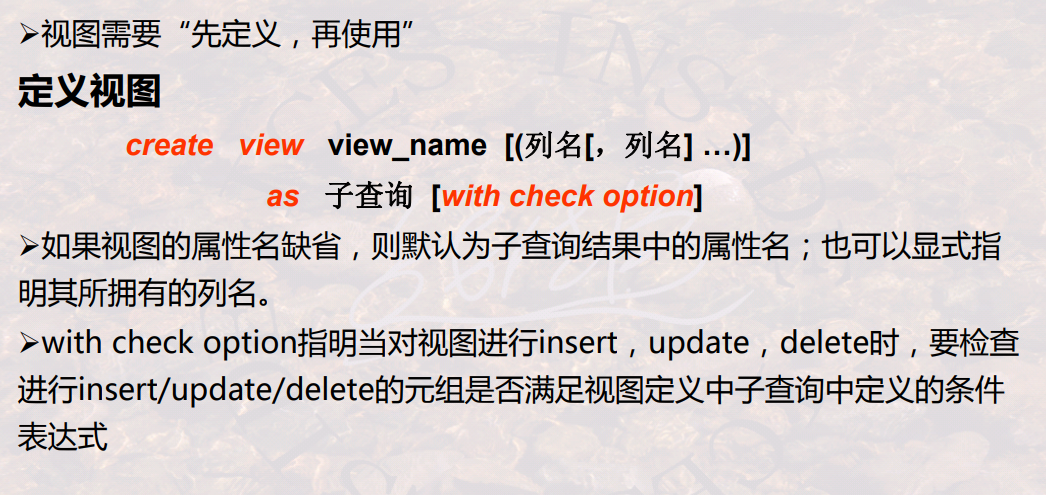 ➢视图需要“先定义，再使用”
定义视图
create view view_name [(列名[，列名] …)]
as 子查询 [with check option]
➢如果视图的属性名缺省，则默认为子查询结果中的属性名；也可以显式指
明其所拥有的列名。
➢with check option指明当对视图进行insert，update，delete时，要检查
进行insert/update/delete的元组是否满足视图定义中子查询中定义的条件
表达式